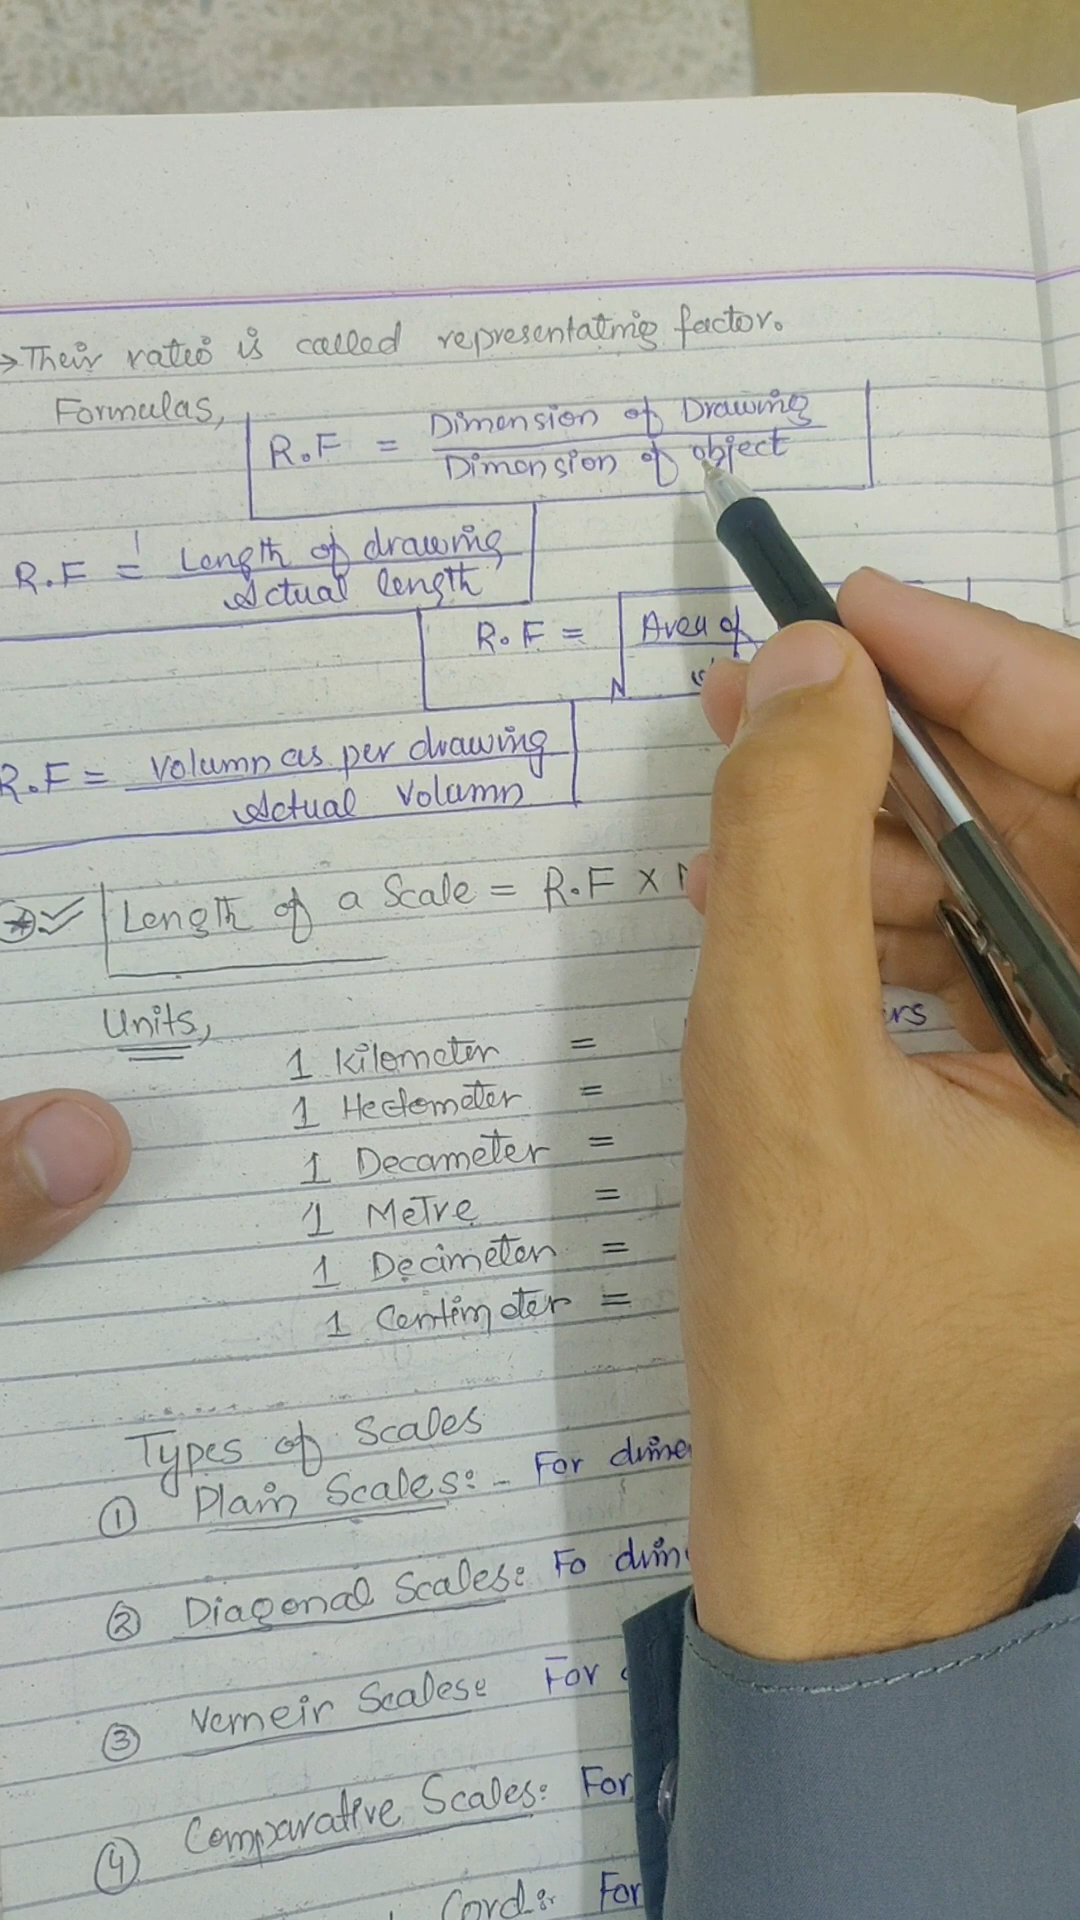 → Their ratio is called representating factor.
Formulas,
R.F = Dimension of Drawing
Dimension of object
R.F = Length of drawing
Actual length
R.F = √ Area of
R.F = Volumn as per drawing
Actual Volumn
Length of a Scale = R.F ×
Units,
1 Kilometer =
1 Hectometer =
1 Decameter =
1 Metre =
1 Decimeter =
1 Centimeter =
Types of Scales
① Plain Scales: - For dime
② Diagonal Scales: Fo dim
③ Verneir Scales: For
④ Comparative Scales: For
Cord: For